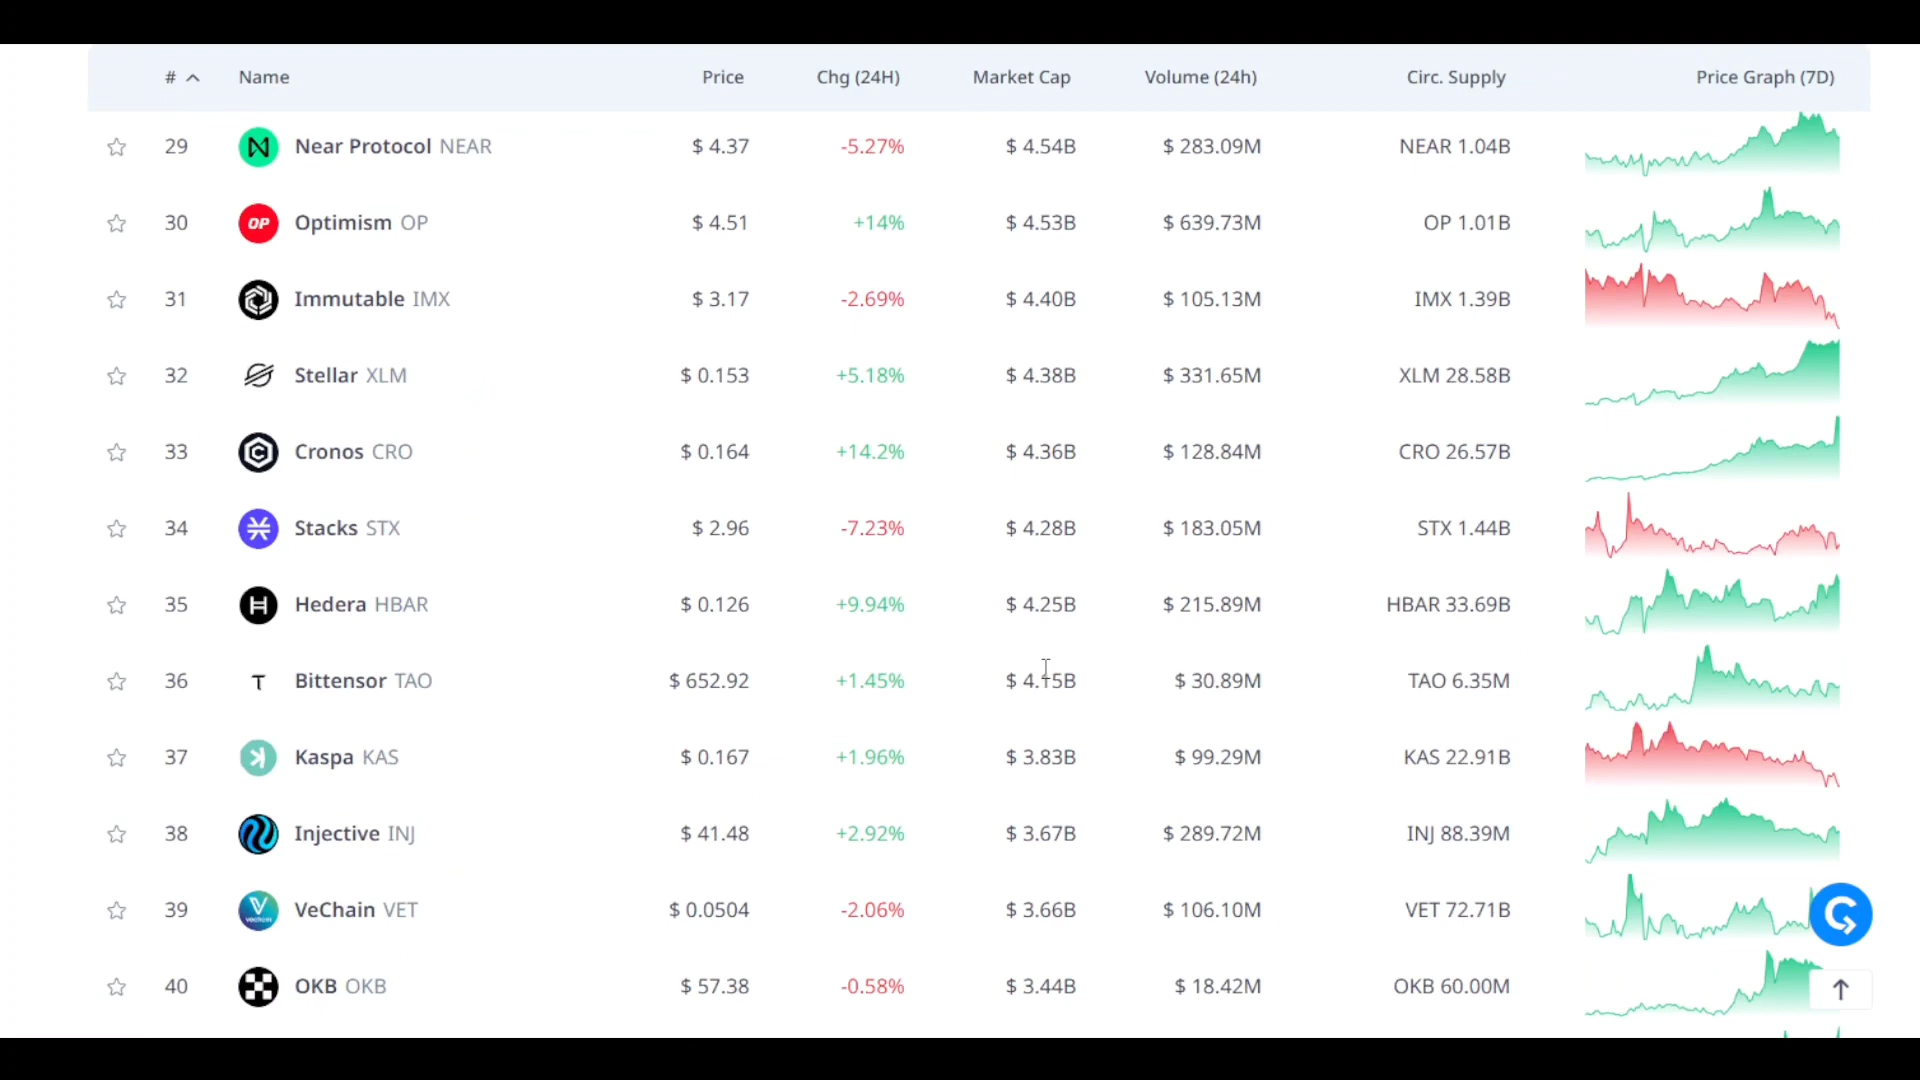 # Name Price Chg (24H) Market Cap Volume (24h) Circ. Supply Price Graph (7D)
29 Near Protocol NEAR $ 4.37 -5.27% $ 4.54B $ 283.09M NEAR 1.04B
30 OP Optimism OP $ 4.51 +14% $ 4.53B $ 639.73M OP 1.01B
31 Immutable IMX $ 3.17 -2.69% $ 4.40B $ 105.13M IMX 1.39B
32 Stellar XLM $ 0.153 +5.18% $ 4.38B $ 331.65M XLM 28.58B
33 Cronos CRO $ 0.164 +14.2% $ 4.36B $ 128.84M CRO 26.57B
34 Stacks STX $ 2.96 -7.23% $ 4.28B $ 183.05M STX 1.44B
35 Hedera HBAR $ 0.126 +9.94% $ 4.25B $ 215.89M HBAR 33.69B
36 Bittensor TAO $ 652.92 +1.45% $ 4.15B $ 30.89M TAO 6.35M
37 Kaspa KAS $ 0.167 +1.96% $ 3.83B $ 99.29M KAS 22.91B
38 Injective INJ $ 41.48 +2.92% $ 3.67B $ 289.72M INJ 88.39M
39 vechain VeChain VET $ 0.0504 -2.06% $ 3.66B $ 106.10M VET 72.71B
40 OKB OKB $ 57.38 -0.58% $ 3.44B $ 18.42M OKB 60.00M